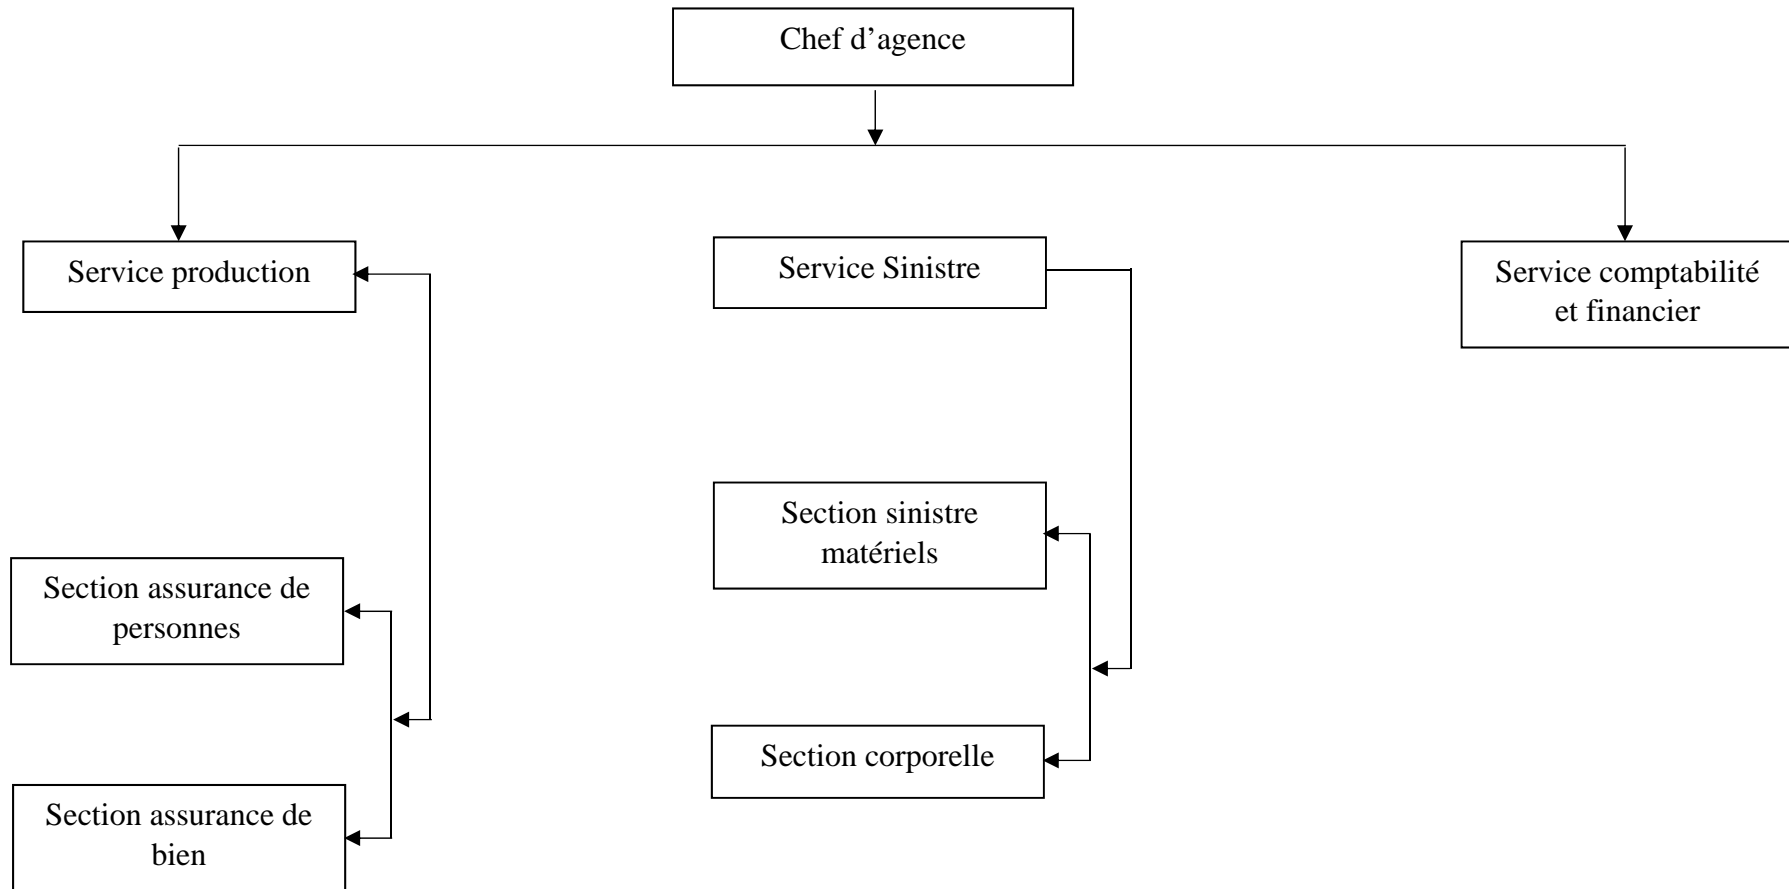 Chef d’agence
Service production
Service Sinistre
Service comptabilité
et financier
Section sinistre
matériels
Section assurance de
personnes
Section corporelle
Section assurance de
bien